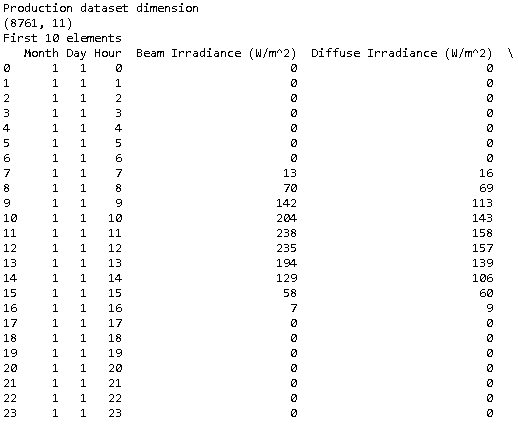 Production dataset dimension
(8761, 11)
First 10 elements
Month Day Hour Beam Irradiance (W/m^2) Diffuse Irradiance (W/m^2) \
0 1 1 0 0 0
1 1 1 1 0 0
2 1 1 2 0 0
3 1 1 3 0 0
4 1 1 4 0 0
5 1 1 5 0 0
6 1 1 6 0 0
7 1 1 7 13 16
8 1 1 8 70 69
9 1 1 9 142 113
10 1 1 10 204 143
11 1 1 11 238 158
12 1 1 12 235 157
13 1 1 13 194 139
14 1 1 14 129 106
15 1 1 15 58 60
16 1 1 16 7 9
17 1 1 17 0 0
18 1 1 18 0 0
19 1 1 19 0 0
20 1 1 20 0 0
21 1 1 21 0 0
22 1 1 22 0 0
23 1 1 23 0 0